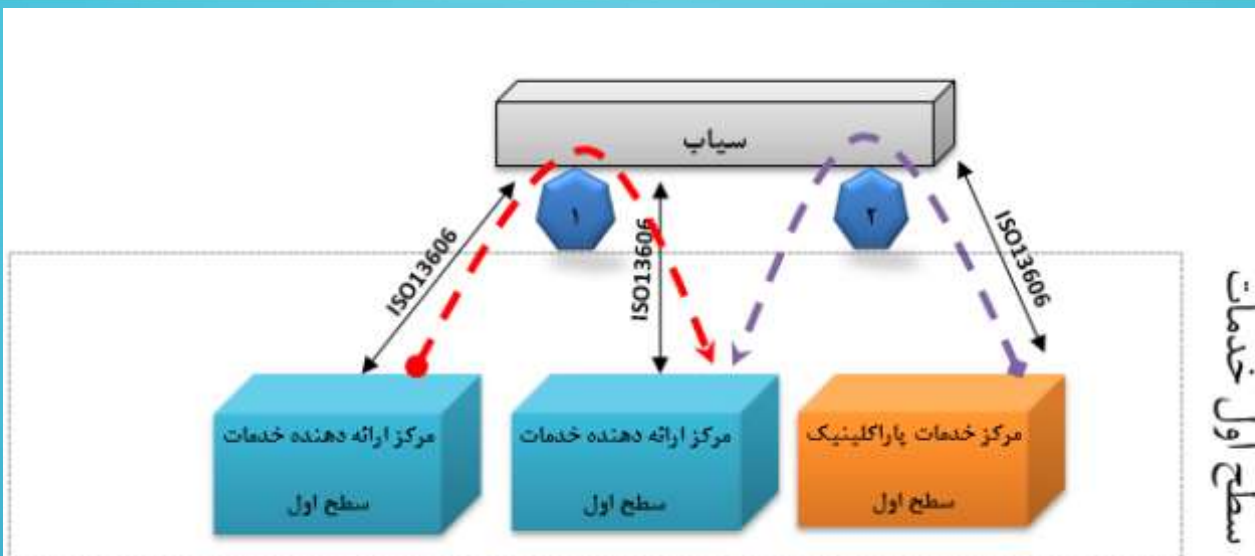 سیاب
۱
۲
ISO13606
ISO13606
ISO13606
سطح اول خدمات
مرکز خدمات پاراکلینیک
سطح اول
مرکز ارائه دهنده خدمات
سطح اول
مرکز ارائه دهنده خدمات
سطح اول